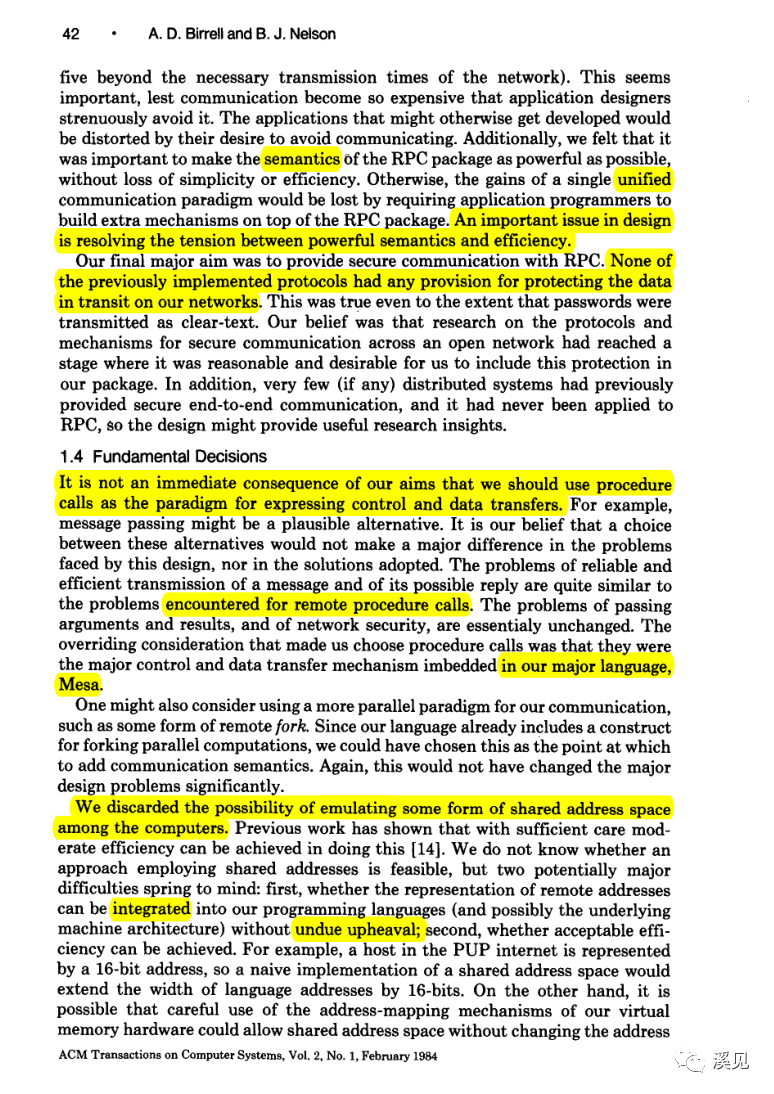 42 • A. D. Birrell and B. J. Nelson
five beyond the necessary transmission times of the network). This seems
important, lest communication become so expensive that application designers
strenuously avoid it. The applications that might otherwise get developed would
be distorted by their desire to avoid communicating. Additionally, we felt that it
was important to make the semantics of the RPC package as powerful as possible,
without loss of simplicity or efficiency. Otherwise, the gains of a single unified
communication paradigm would be lost by requiring application programmers to
build extra mechanisms on top of the RPC package. An important issue in design
is resolving the tension between powerful semantics and efficiency.
Our final major aim was to provide secure communication with RPC. None of
the previously implemented protocols had any provision for protecting the data
in transit on our networks. This was true even to the extent that passwords were
transmitted as clear-text. Our belief was that research on the protocols and
mechanisms for secure communication across an open network had reached a
stage where it was reasonable and desirable for us to include this protection in
our package. In addition, very few (if any) distributed systems had previously
provided secure end-to-end communication, and it had never been applied to
RPC, so the design might provide useful research insights.
1.4 Fundamental Decisions
It is not an immediate consequence of our aims that we should use procedure
calls as the paradigm for expressing control and data transfers. For example,
message passing might be a plausible alternative. It is our belief that a choice
between these alternatives would not make a major difference in the problems
faced by this design, nor in the solutions adopted. The problems of reliable and
efficient transmission of a message and of its possible reply are quite similar to
the problems encountered for remote procedure calls. The problems of passing
arguments and results, and of network security, are essentialy unchanged. The
overriding consideration that made us choose procedure calls was that they were
the major control and data transfer mechanism imbedded in our major language,
Mesa.
One might also consider using a more parallel paradigm for our communication,
such as some form of remote fork. Since our language already includes a construct
for forking parallel computations, we could have chosen this as the point at which
to add communication semantics. Again, this would not have changed the major
design problems significantly.
We discarded the possibility of emulating some form of shared address space
among the computers. Previous work has shown that with sufficient care mod-
erate efficiency can be achieved in doing this [14]. We do not know whether an
approach employing shared addresses is feasible, but two potentially major
difficulties spring to mind: first, whether the representation of remote addresses
can be integrated into our programming languages (and possibly the underlying
machine architecture) without undue upheaval; second, whether acceptable effi-
ciency can be achieved. For example, a host in the PUP internet is represented
by a 16-bit address, so a naive implementation of a shared address space would
extend the width of language addresses by 16-bits. On the other hand, it is
possible that careful use of the address-mapping mechanisms of our virtual
memory hardware could allow shared address space without changing the address
ACM Transactions on Computer Systems, Vol. 2, No. 1, February 1984
溪见